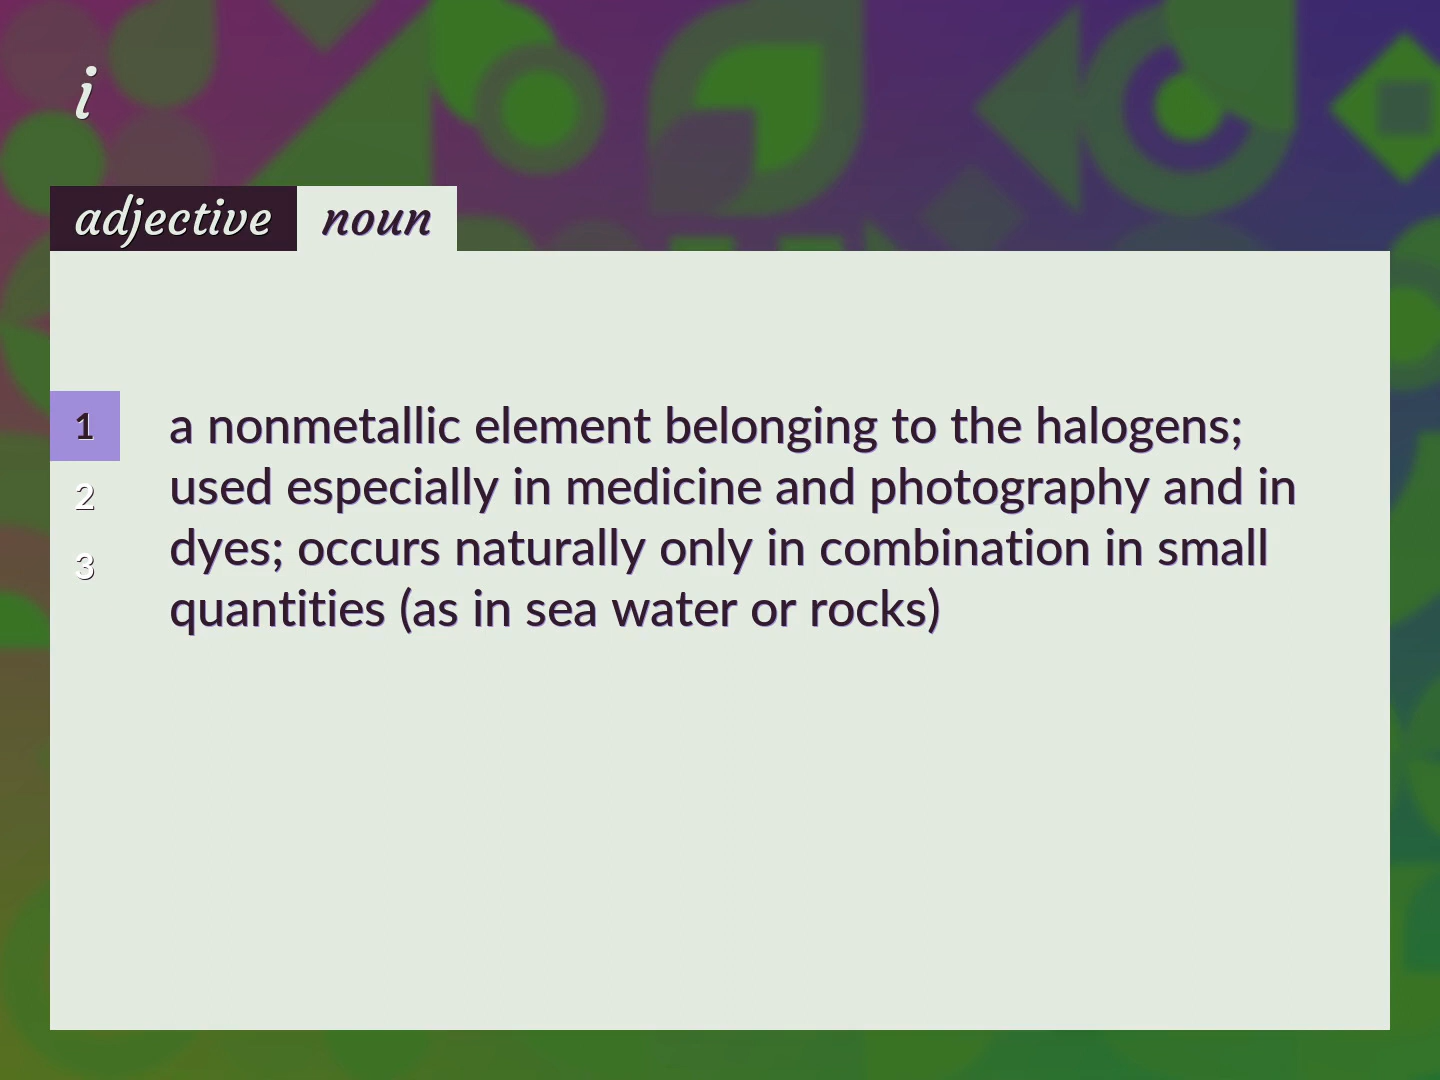 i
adjective noun
1 a nonmetallic element belonging to the halogens;
used especially in medicine and photography and in
2
dyes; occurs naturally only in combination in small
3
quantities (as in sea water or rocks)